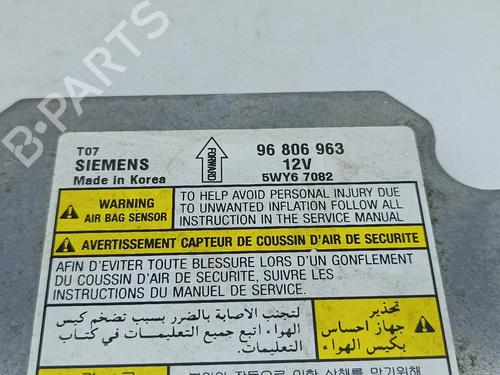 B-PARTS
T07
SIEMENS
Made in Korea
FORWARD
96 806 963
12V
5WY6 7082
WARNING
AIR BAG SENSOR
TO HELP AVOID PERSONAL INJURY DUE
TO UNWANTED INFLATION FOLLOW ALL
INSTRUCTION IN THE SERVICE MANUAL
AVERTISSEMENT CAPTEUR DE COUSSIN D'AIR DE SECURITE
AFIN D'EVITER TOUTE BLESSURE LORS D'UN GONFLEMENT
DU COUSSIN D'AIR DE SECURITE, SUIVRE LES
INSTRUCTIONS DU MANUEL DE SERVICE.
تحذير
جهاز احساس
بكيس الهواء
لتجنب الاصابة بالضرر بسبب تضخم كيس
الهواء اتبع جميع التعليمات في كتاب
التعليمات.